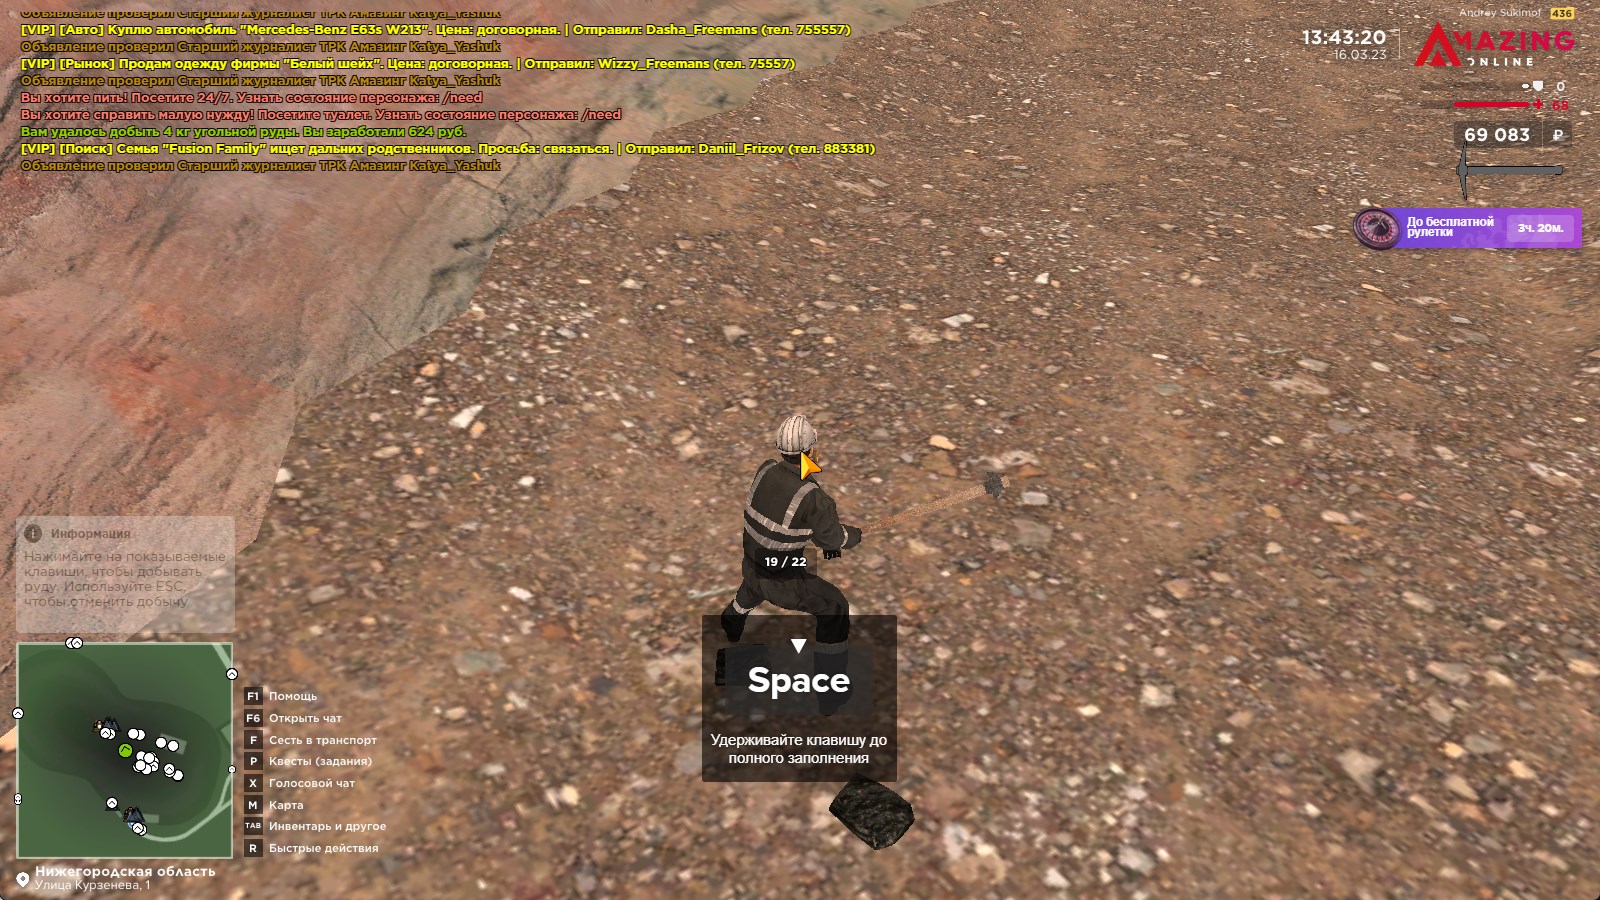 Объявление проверил Старший журналист ТРК Амазинг Katya_Yashuk
[VIP] [Авто] Куплю автомобиль "Mercedes-Benz E63s W213". Цена: договорная. | Отправил: Dasha_Freemans (тел. 755557)
Объявление проверил Старший журналист ТРК Амазинг Katya_Yashuk
[VIP] [Рынок] Продам одежду фирмы "Белый шейх". Цена: договорная. | Отправил: Wizzy_Freemans (тел. 75557)
Объявление проверил Старший журналист ТРК Амазинг Katya_Yashuk
Вы хотите пить! Посетите 24/7. Узнать состояние персонажа: /need
Вы хотите справить малую нужду! Посетите туалет. Узнать состояние персонажа: /need
Вам удалось добыть 4 кг угольной руды. Вы заработали 624 руб.
[VIP] [Поиск] Семья "Fusion Family" ищет дальних родственников. Просьба: связаться. | Отправил: Daniil_Frizov (тел. 883381)
Объявление проверил Старший журналист ТРК Амазинг Katya_Yashuk
Andrey Sukimof 436
13:43:20
16.03.23
AMAZING
ONLINE
0
68
69 083 ₽
До бесплатной
рулетки
3ч. 20м.
19 / 22
Space
Удерживайте клавишу до
полного заполнения
Информация
Нажимайте на показываемые
клавиши, чтобы добывать
руду. Используйте ESC,
чтобы отменить добычу
F1 Помощь
F6 Открыть чат
F Сесть в транспорт
P Квесты (задания)
X Голосовой чат
M Карта
TAB Инвентарь и другое
R Быстрые действия
Нижегородская область
Улица Курзенева, 1